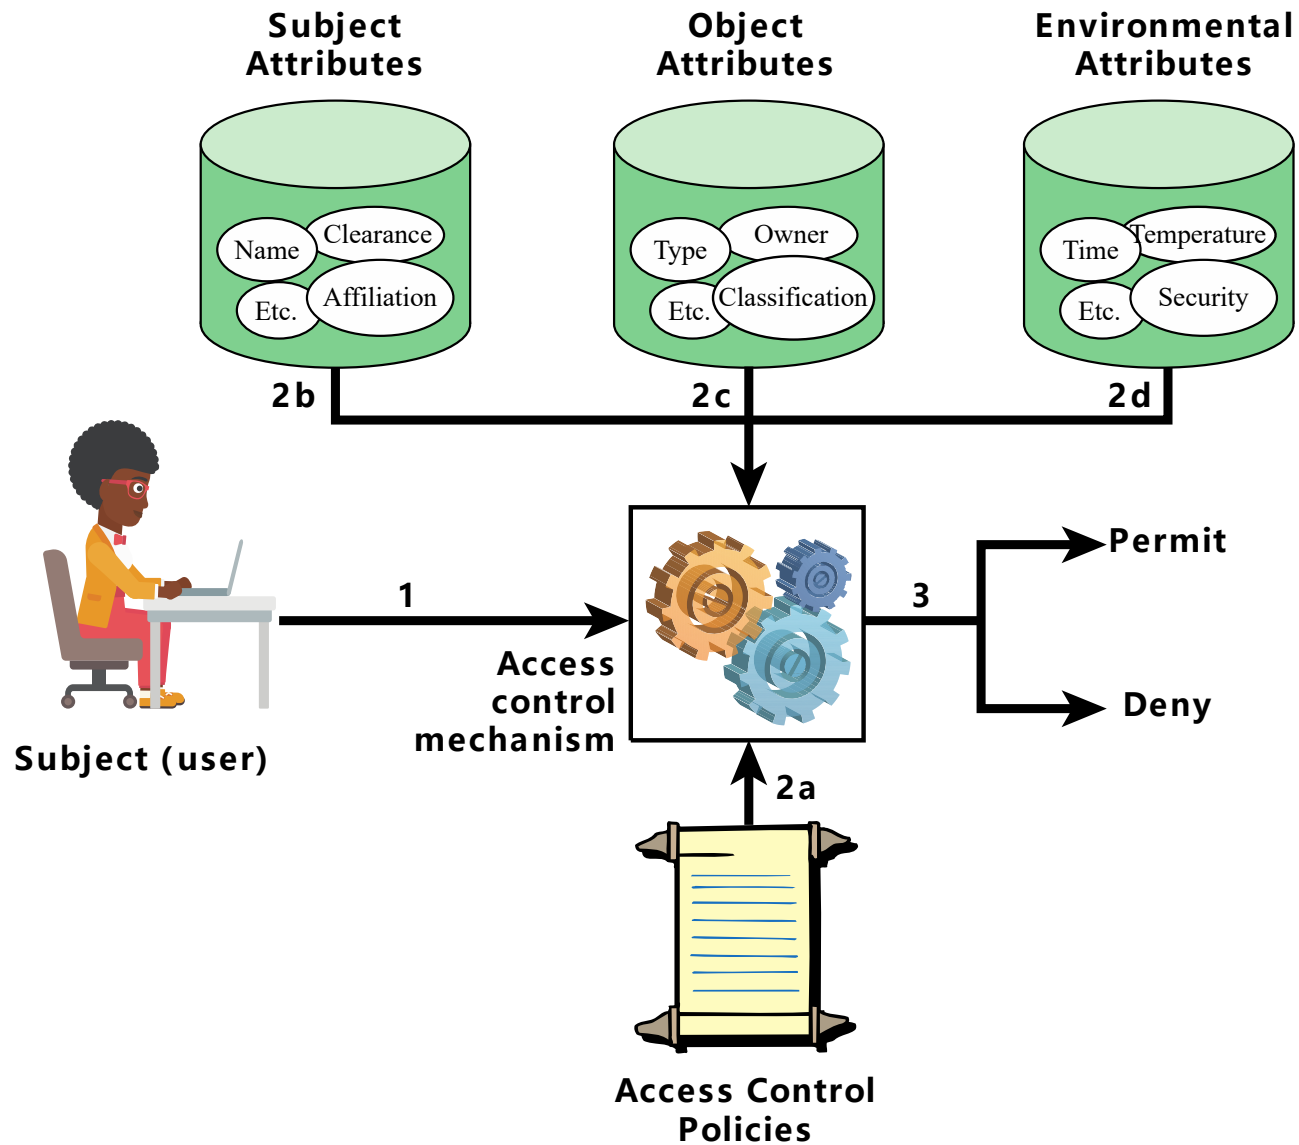 Subject
Attributes
Object
Attributes
Environmental
Attributes
Name
Clearance
Etc.
Affiliation
Type
Owner
Etc.
Classification
Time
Temperature
Etc.
Security
2b
2c
2d
1
3
Permit
Deny
Access
control
mechanism
Subject (user)
2a
Access Control
Policies